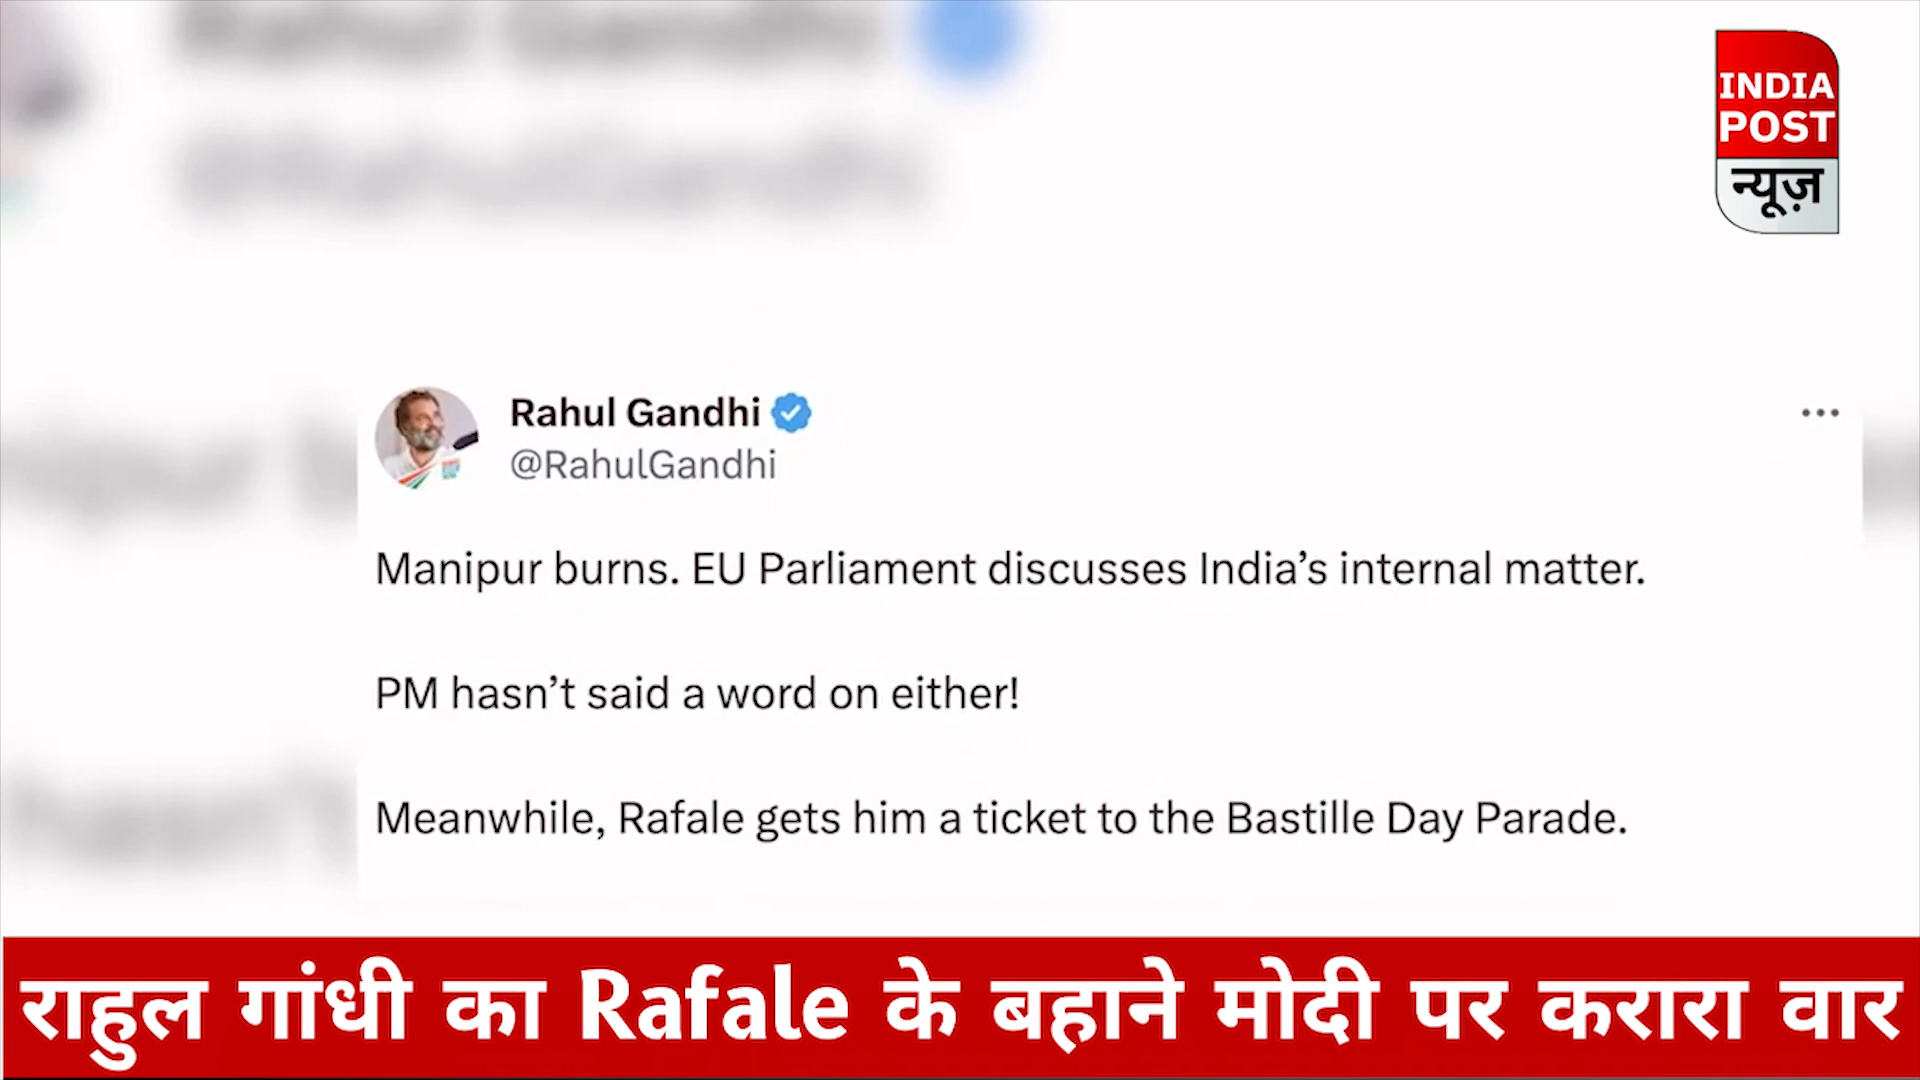 INDIA
POST
न्यूज़
Rahul Gandhi
@RahulGandhi
Manipur burns. EU Parliament discusses India’s internal matter.
PM hasn’t said a word on either!
Meanwhile, Rafale gets him a ticket to the Bastille Day Parade.
राहुल गांधी का Rafale के बहाने मोदी पर करारा वार